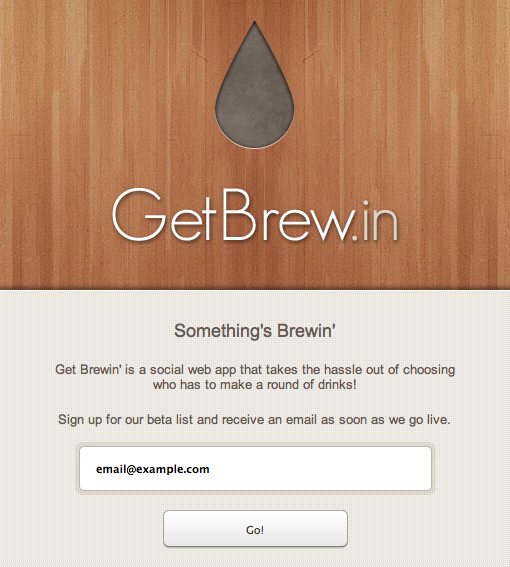 GetBrew.in
Something's Brewin'
Get Brewin' is a social web app that takes the hassle out of choosing
who has to make a round of drinks!
Sign up for our beta list and receive an email as soon as we go live.
email@example.com
Go!